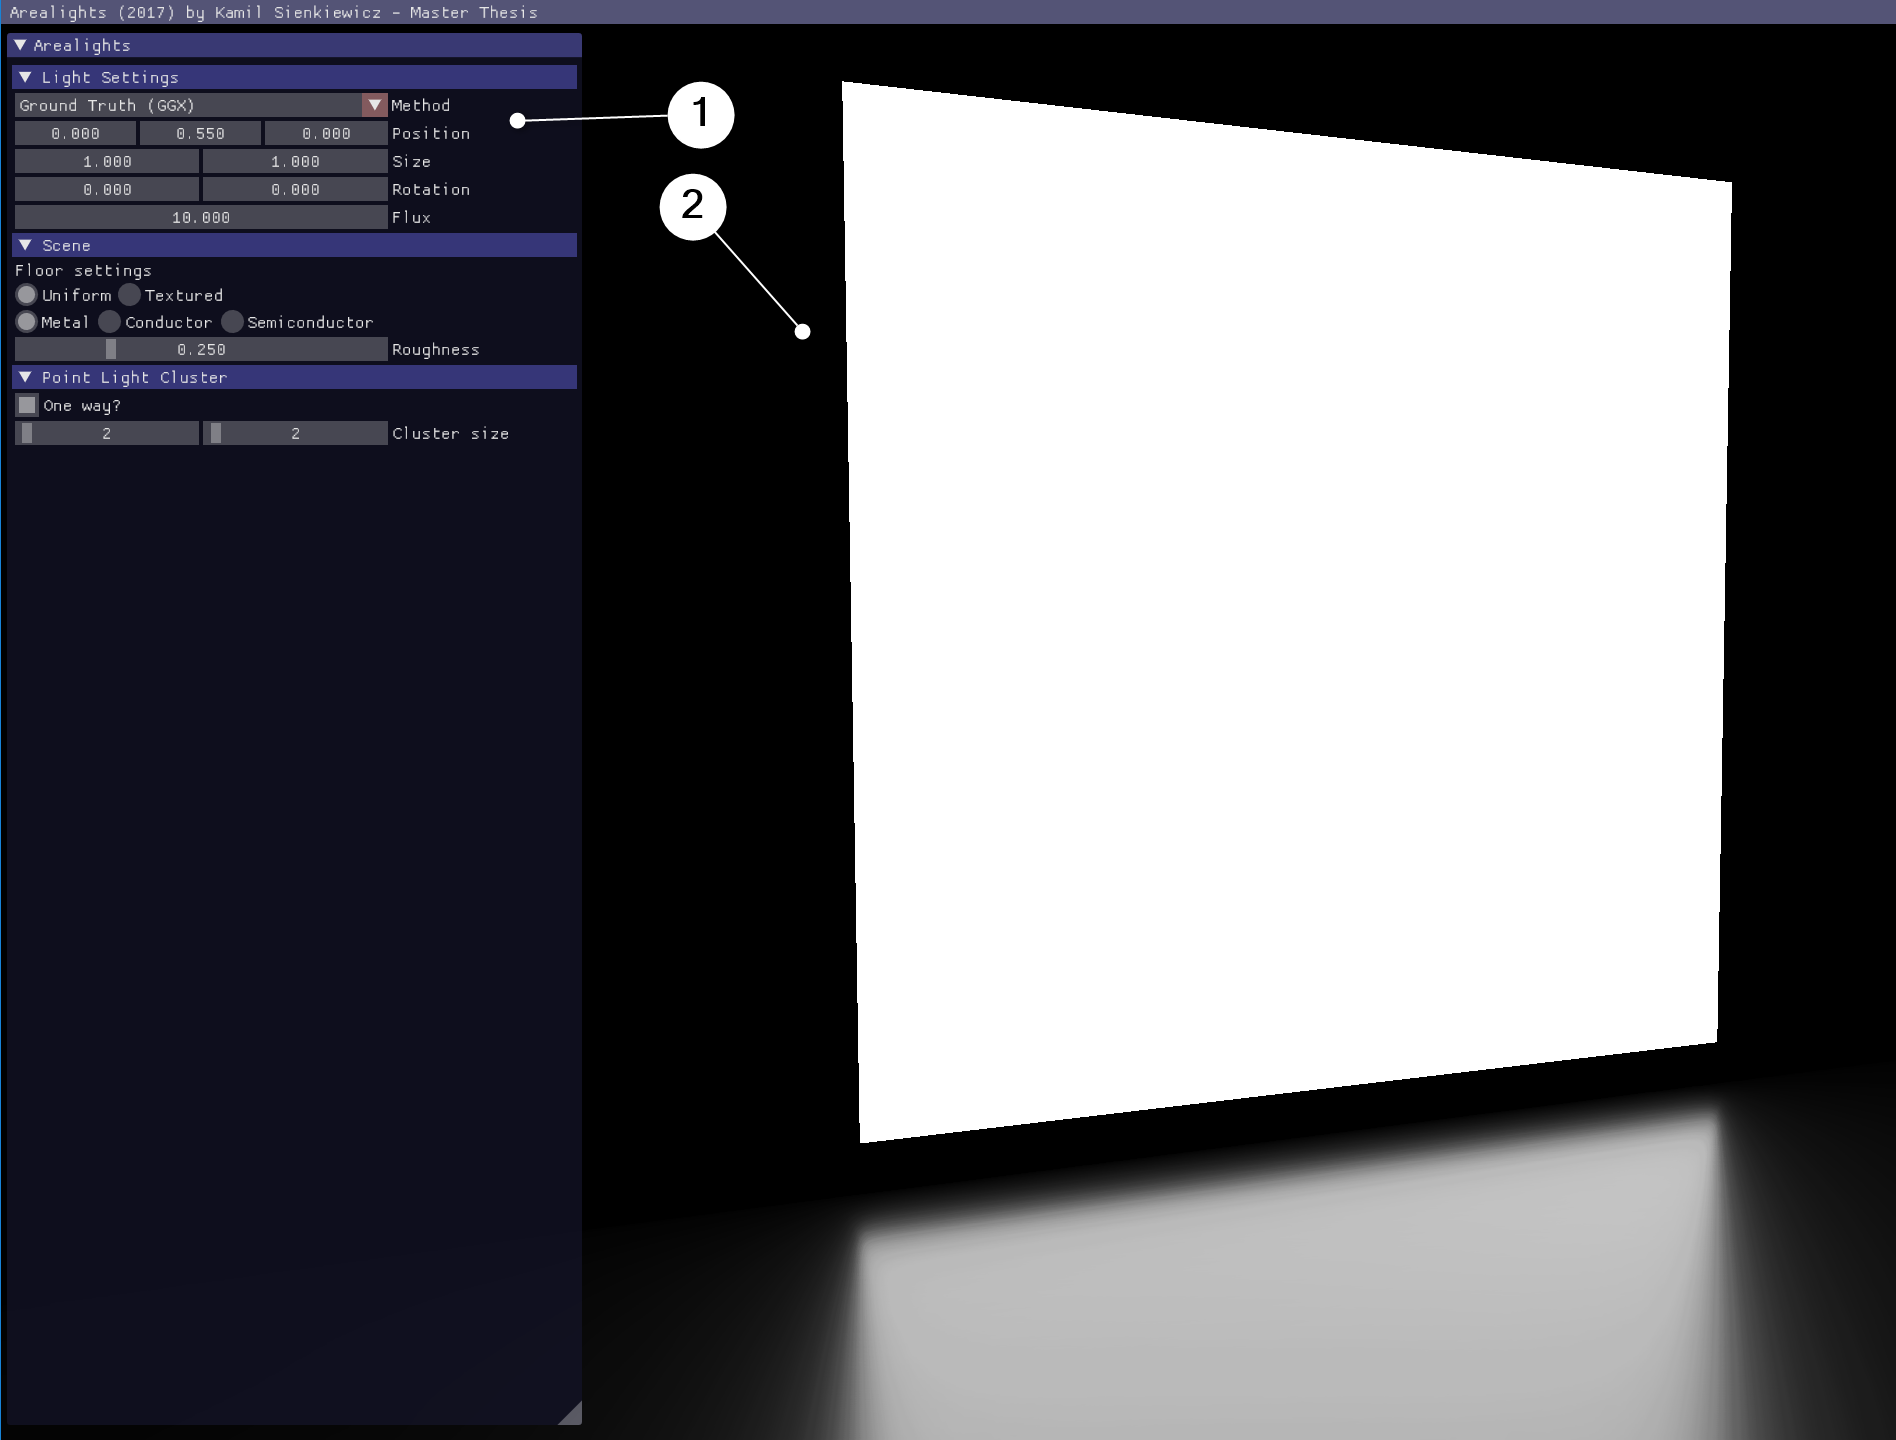 Arealights (2017) by Kamil Sienkiewicz - Master Thesis
Arealights
Light Settings
Ground Truth (GGX) Method
0.000 0.550 0.000 Position
1.000 1.000 Size
0.000 0.000 Rotation
10.000 Flux
Scene
Floor settings
Uniform Textured
Metal Conductor Semiconductor
0.250 Roughness
Point Light Cluster
One way?
2 2 Cluster size
1
2